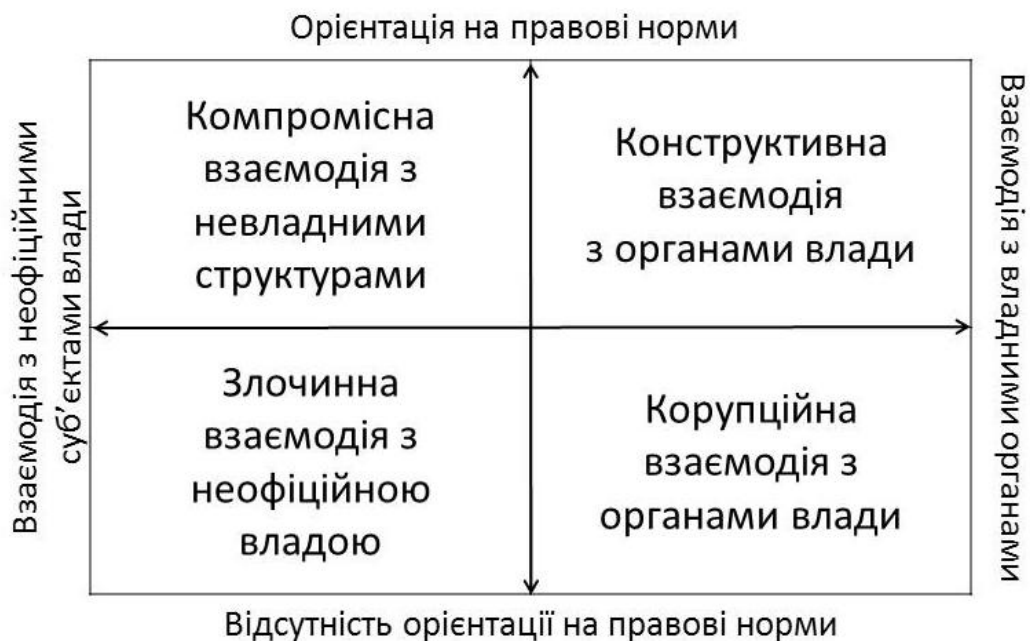 Орієнтація на правові норми
Взаємодія з неофіційними
суб’єктами влади
Компромісна
взаємодія з
невладними
структурами
Конструктивна
взаємодія
з органами влади
Взаємодія з владними органами
Злочинна
взаємодія з
неофіційною
владою
Корупційна
взаємодія з
органами влади
Відсутність орієнтації на правові норми